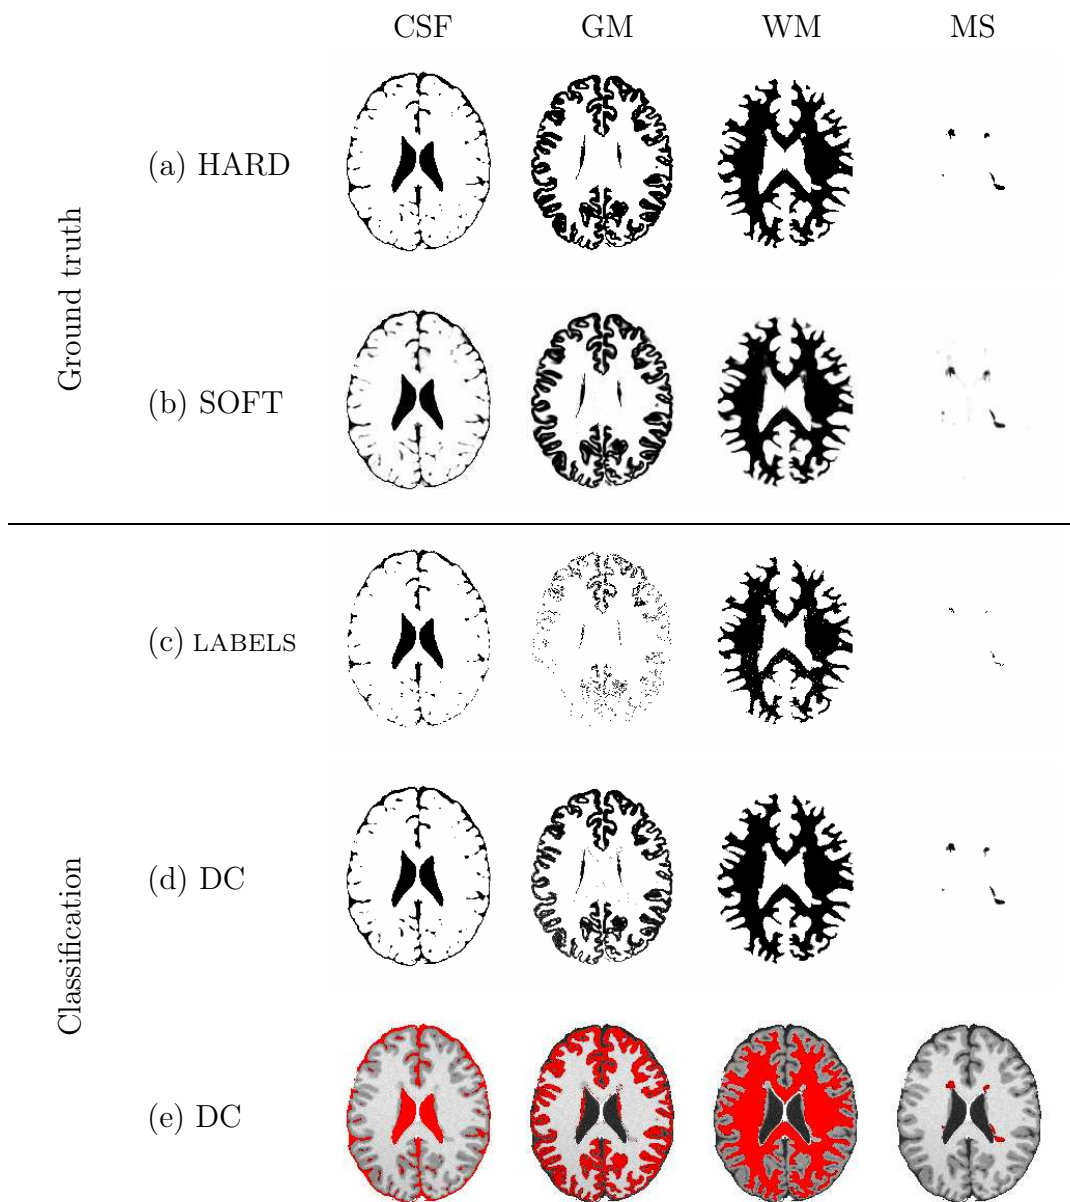 CSF GM WM MS
Ground truth
(a) HARD
(b) SOFT
Classification
(c) LABELS
(d) DC
(e) DC